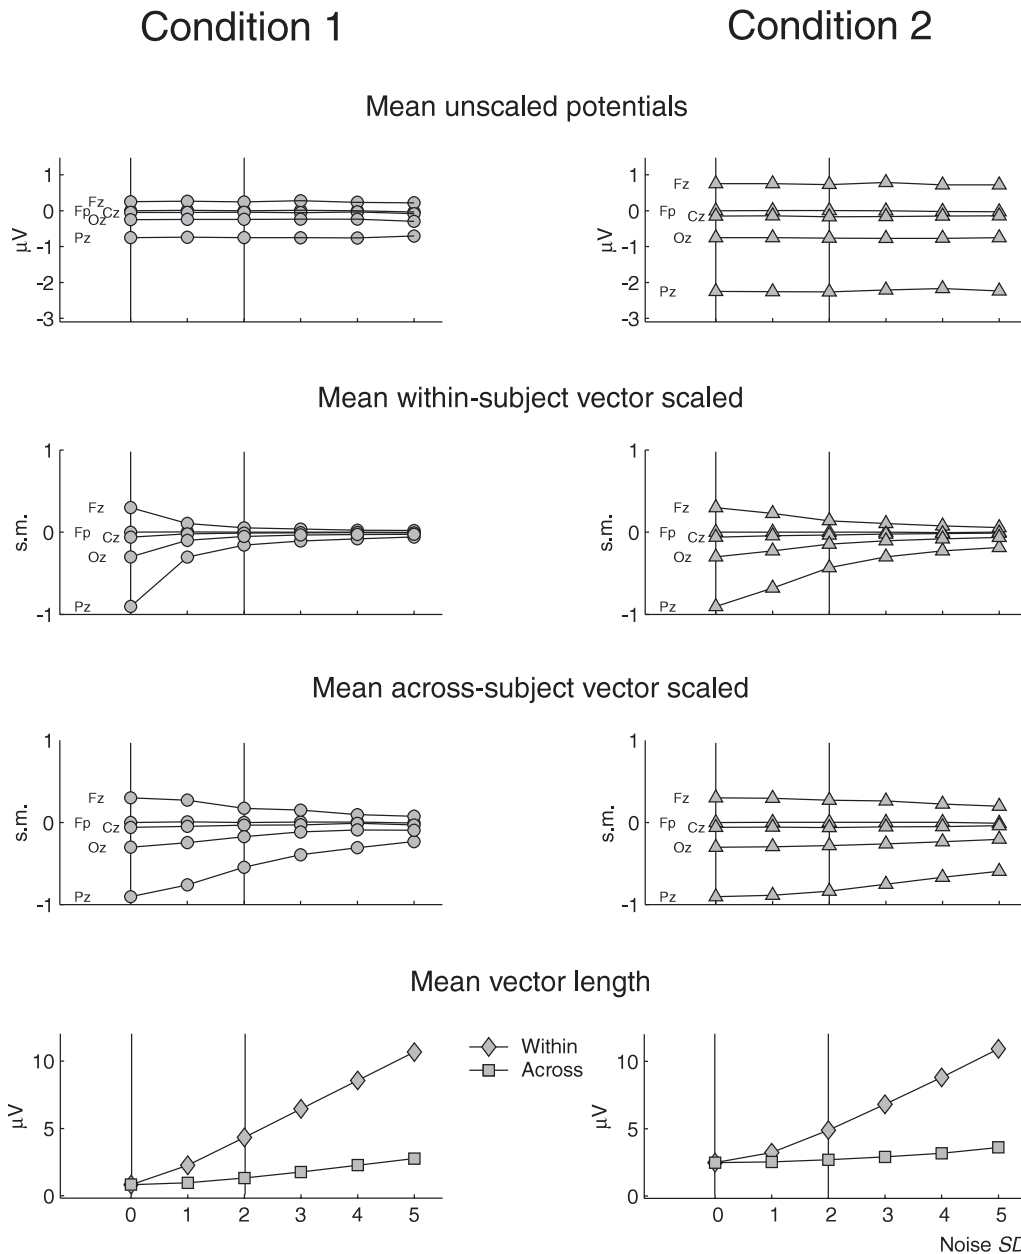 Condition 1 Condition 2
Mean unscaled potentials
1 1
Fz Fz
0 Fp Cz 0 Fp Cz
Oz
-1 Pz -1 Oz
-2 -2 Pz
-3 -3
µV µV
Mean within-subject vector scaled
1 1
Fz Fz
0 Fp Cz 0 Fp Cz
Oz Oz
-1 Pz -1 Pz
s.m. s.m.
Mean across-subject vector scaled
1 1
Fz Fz
0 Fp Cz 0 Fp Cz
Oz Oz
-1 Pz -1 Pz
s.m. s.m.
Mean vector length
10 Within 10
Across
5 5
0 0
µV µV
0 1 2 3 4 5 0 1 2 3 4 5
Noise SD